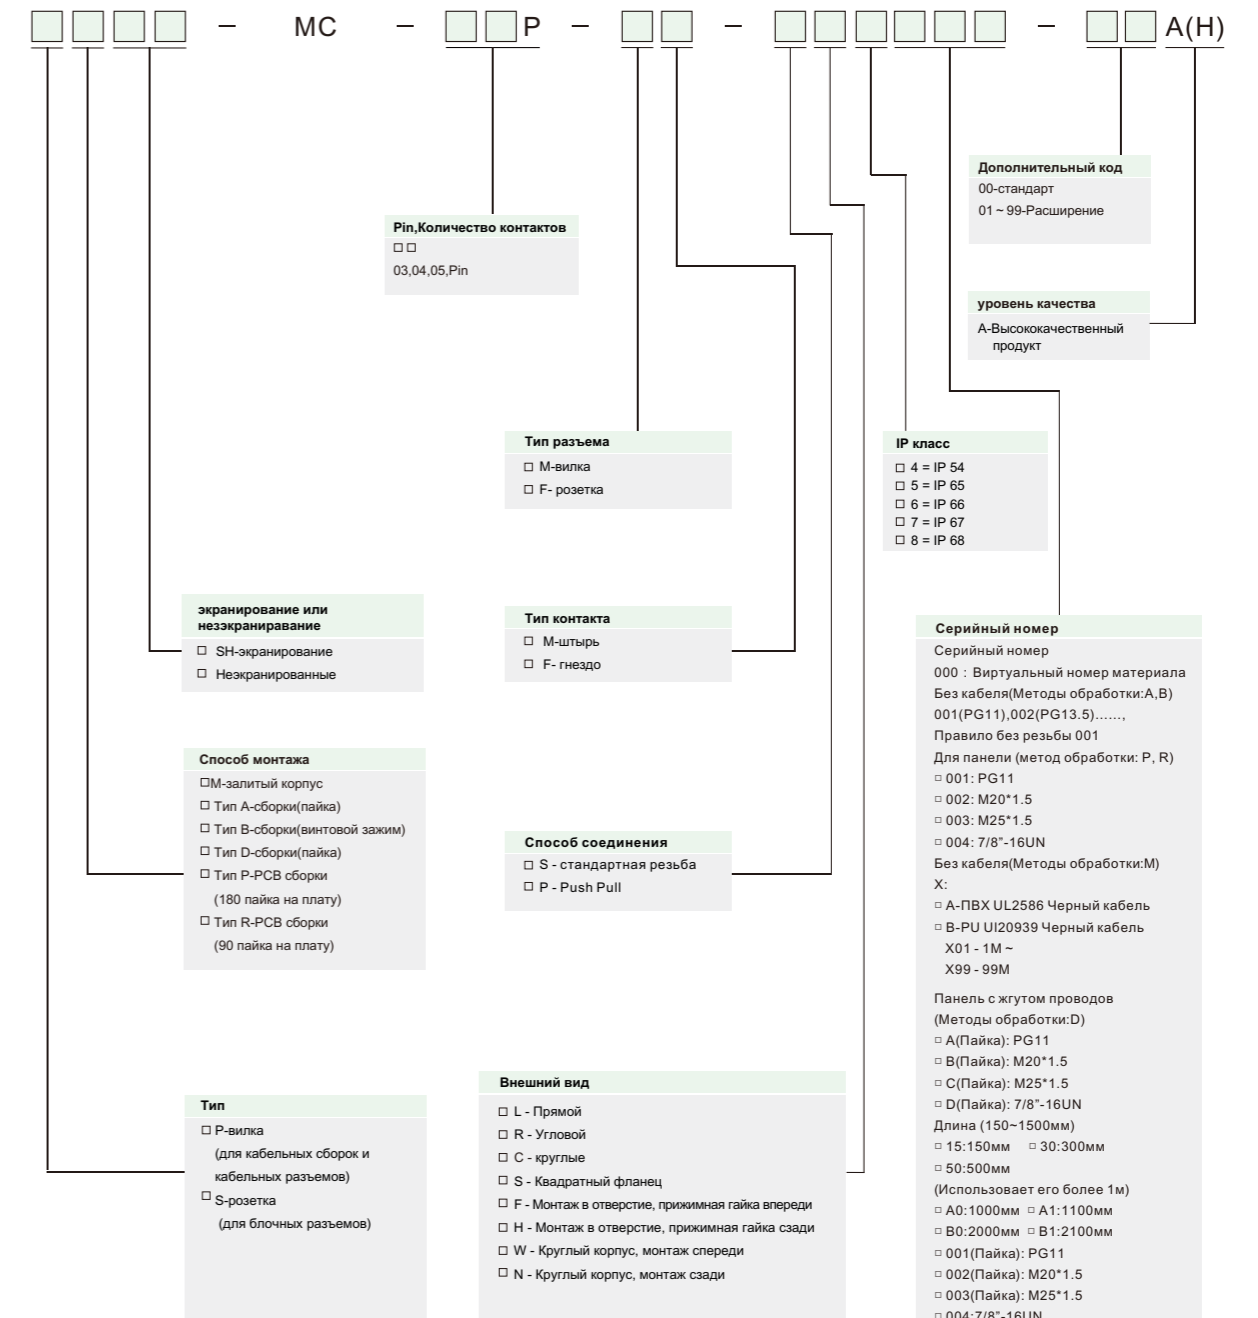 – MC – P – – – A(H)
Дополнительный код
00-стандарт
01 ~ 99-Расширение
Pin,Количество контактов
03,04,05,Pin
уровень качества
A-Высококачественный
продукт
Тип разъема
M-вилка
F- розетка
IP класс
4 = IP 54
5 = IP 65
6 = IP 66
7 = IP 67
8 = IP 68
экранирование или
незэкраниравание
SH-экранирование
Неэкранированные
Тип контакта
M-штырь
F- гнездо
Способ монтажа
M-залитый корпус
Тип A-сборки(пайка)
Тип B-сборки(винтовой зажим)
Тип D-сборки(пайка)
Тип P-PCB сборки
(180 пайка на плату)
Тип R-PCB сборки
(90 пайка на плату)
Способ соединения
S - стандартная резьба
P - Push Pull
Серийный номер
Серийный номер
000 : Виртуальный номер материала
Без кабеля(Методы обработки:A,B)
001(PG11),002(PG13.5)......,
Правило без резьбы 001
Для панели (метод обработки: P, R)
001: PG11
002: M20*1.5
003: M25*1.5
004: 7/8"-16UN
Без кабеля(Методы обработки:M)
X:
A-ПВХ UL2586 Черный кабель
B-PU UI20939 Черный кабель
X01 - 1M ~
X99 - 99M
Панель с жгутом проводов
(Методы обработки:D)
A(Пайка): PG11
B(Пайка): M20*1.5
C(Пайка): M25*1.5
D(Пайка): 7/8"-16UN
Длина (150~1500мм)
15:150мм 30:300мм
50:500мм
(Использовает его более 1м)
A0:1000мм A1:1100мм
B0:2000мм B1:2100мм
001(Пайка): PG11
002(Пайка): M20*1.5
003(Пайка): M25*1.5
004:7/8"-16UN
Тип
P-вилка
(для кабельных сборок и
кабельных разъемов)
S-розетка
(для блочных разъемов)
Внешний вид
L - Прямой
R - Угловой
C - круглые
S - Квадратный фланец
F - Монтаж в отверстие, прижимная гайка впереди
H - Монтаж в отверстие, прижимная гайка сзади
W - Круглый корпус, монтаж спереди
N - Круглый корпус, монтаж сзади